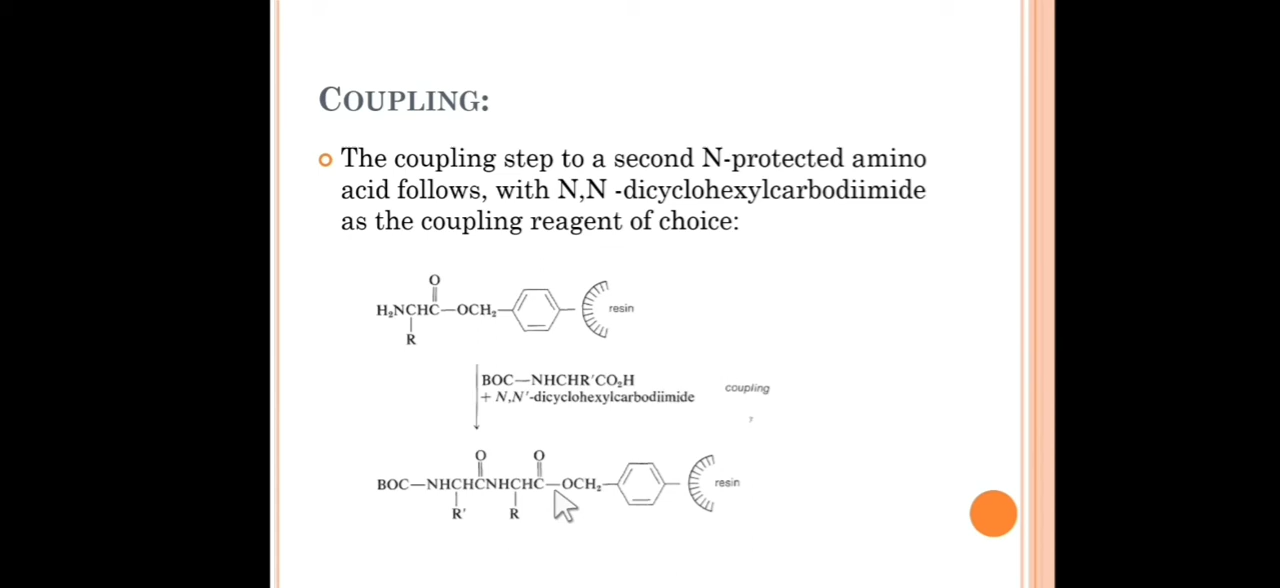 COUPLING:
The coupling step to a second N-protected amino
acid follows, with N,N -dicyclohexylcarbodiimide
as the coupling reagent of choice:
O
H₂NCHC—OCH₂—
resin
R
BOC—NHCHR′CO₂H
+ N,N′-dicyclohexylcarbodiimide
coupling
O O
BOC—NHCHCNHCHC—OCH₂—
resin
R' R